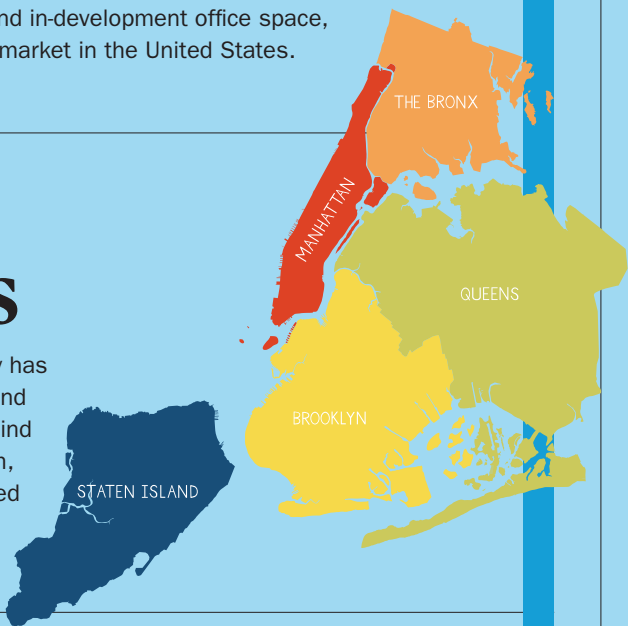 nd in-development office space,
market in the United States.
THE BRONX
MANHATTAN
QUEENS
s
y has
nd
ind
BROOKLYN
n,
ed
STATEN ISLAND